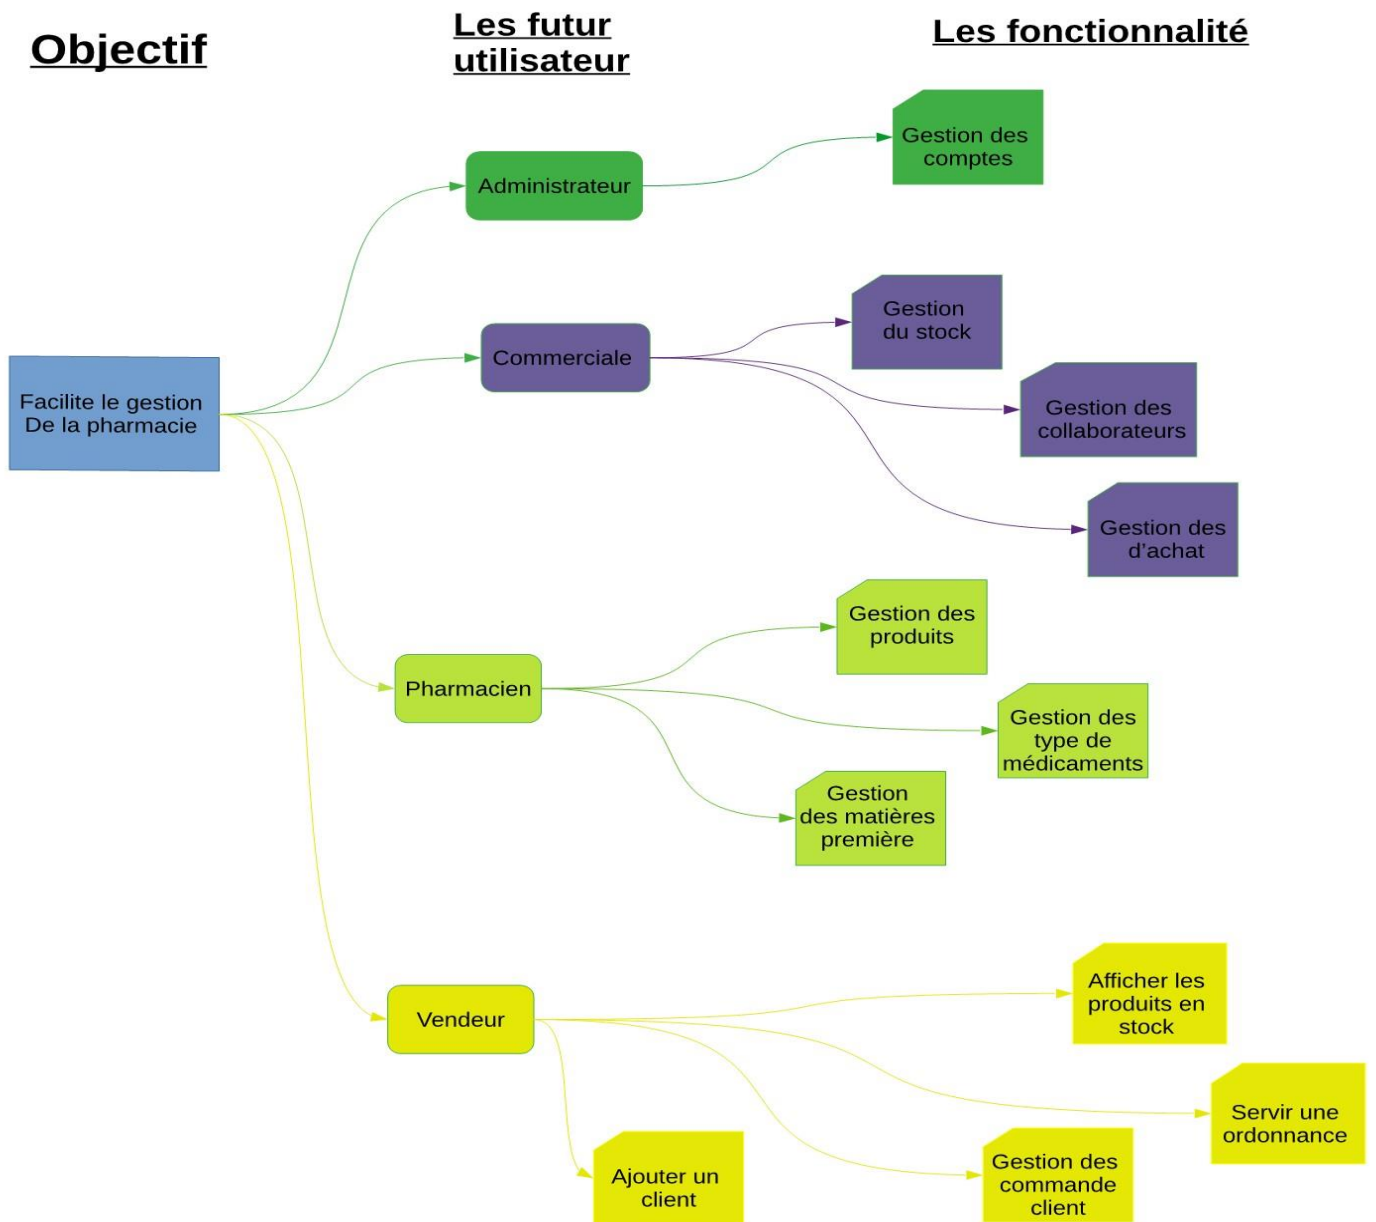 Objectif
Les futur
utilisateur
Les fonctionnalité
Gestion des
comptes
Administrateur
Gestion
du stock
Commerciale
Facilite le gestion
De la pharmacie
Gestion des
collaborateurs
Gestion des
d’achat
Gestion des
produits
Pharmacien
Gestion des
type de
médicaments
Gestion
des matières
première
Afficher les
produits en
stock
Vendeur
Servir une
ordonnance
Ajouter un
client
Gestion des
commande
client